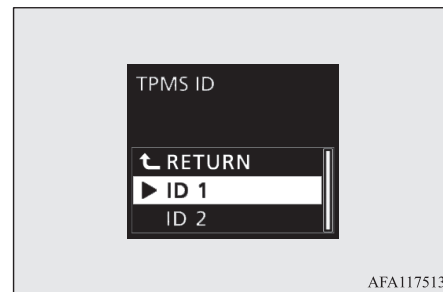 TPMS ID
RETURN
ID 1
ID 2
AFA117513